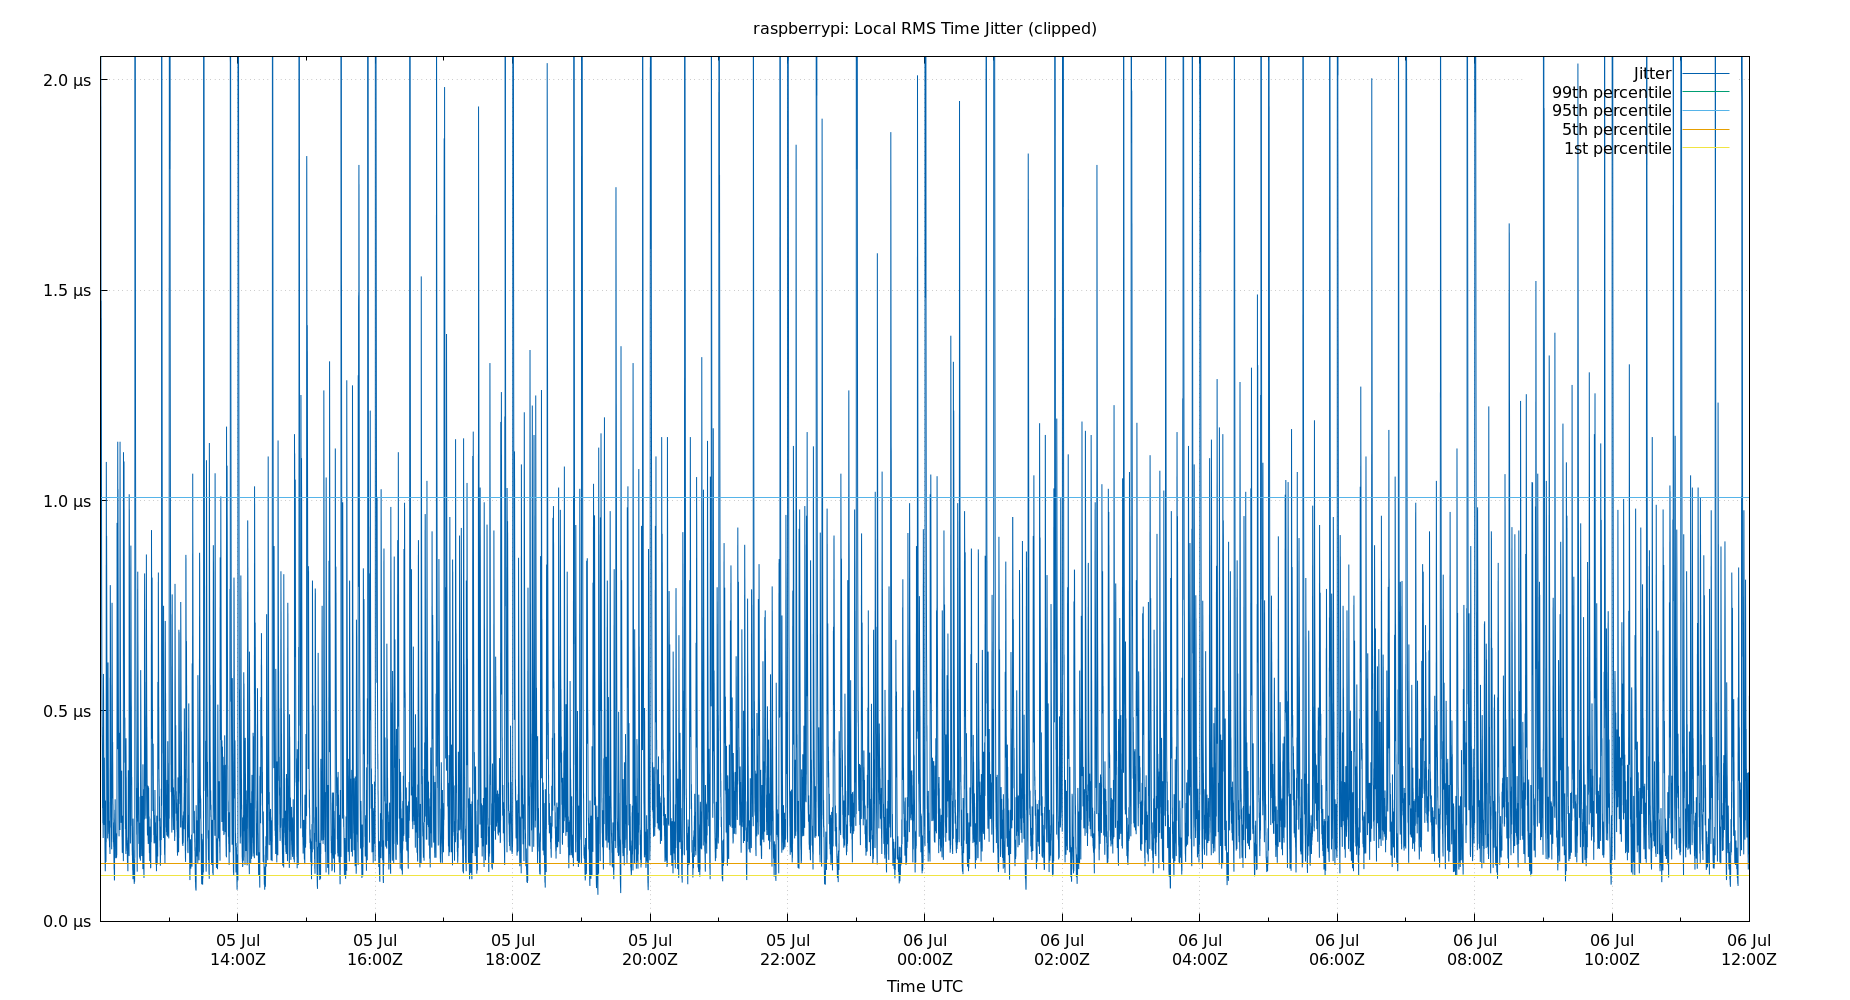 raspberrypi: Local RMS Time Jitter (clipped)
2.0 µs
1.5 µs
1.0 µs
0.5 µs
0.0 µs
Jitter
99th percentile
95th percentile
5th percentile
1st percentile
05 Jul 05 Jul 05 Jul 05 Jul 05 Jul 06 Jul 06 Jul 06 Jul 06 Jul 06 Jul 06 Jul 06 Jul
14:00Z 16:00Z 18:00Z 20:00Z 22:00Z 00:00Z 02:00Z 04:00Z 06:00Z 08:00Z 10:00Z 12:00Z
Time UTC